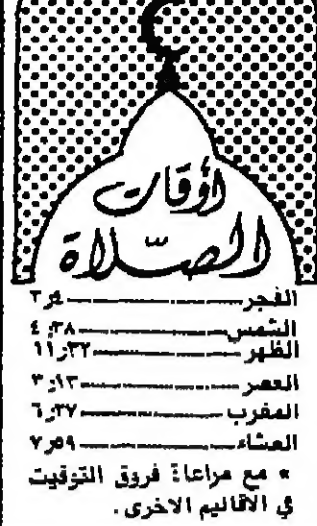 أوقات
الصلاة
الفجر
الشمس ٤٫٣٨
الظهر ١١٫٣٢
العصر ٣٫١٣
المغرب ٦٫٢٧
العشاء ٧٫٥٩
* مع مراعاة فروق التوقيت
في الاقاليم الاخرى .